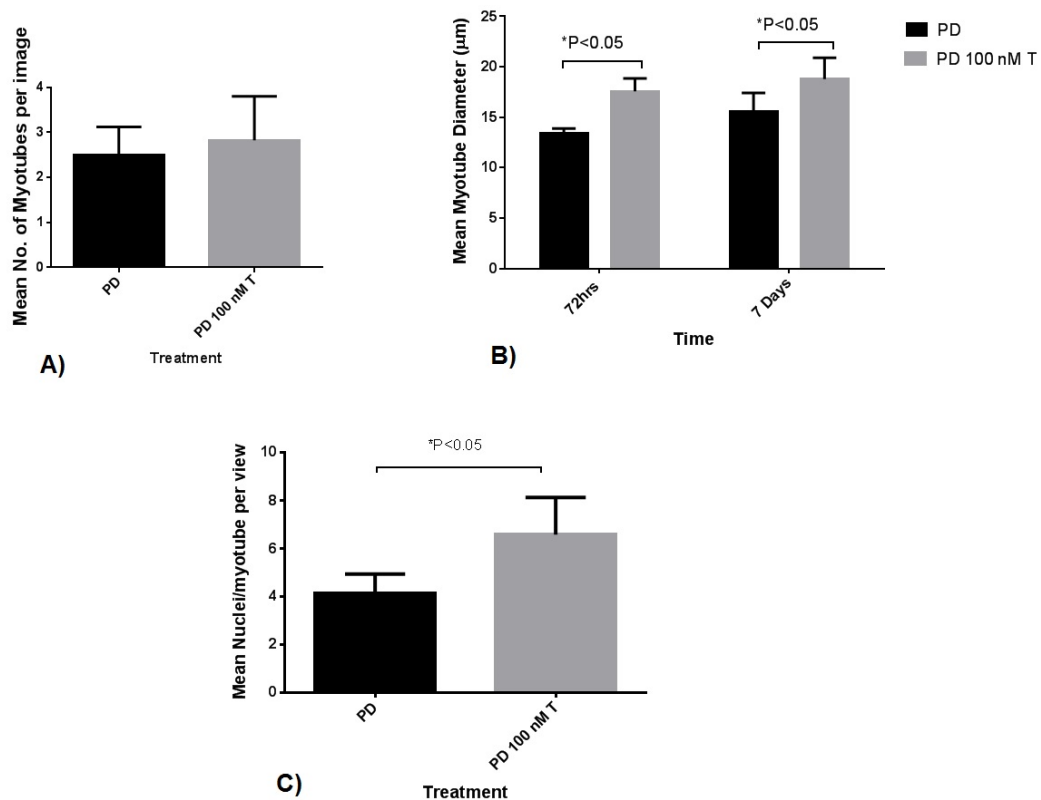 Mean No. of Myotubes per image
4
3
2
1
0
PD
PD 100 nM T
Treatment
A)
Mean Myotube Diameter (μm)
25
20
15
10
5
0
*P<0.05
*P<0.05
72hrs
7 Days
Time
B)
PD
PD 100 nM T
Mean Nuclei/myotube per view
10
8
6
4
2
0
*P<0.05
PD
PD 100 nM T
Treatment
C)